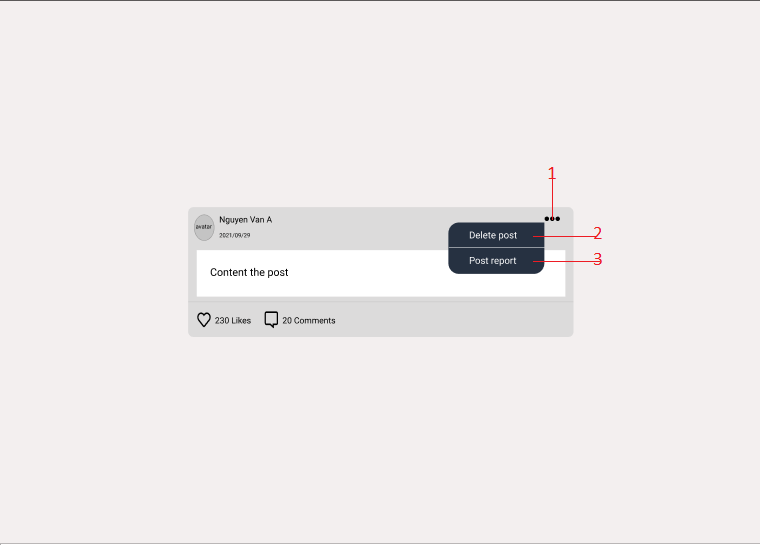 1
Nguyen Van A
avatar
2021/09/29
Delete post
2
Post report
3
Content the post
230 Likes
20 Comments